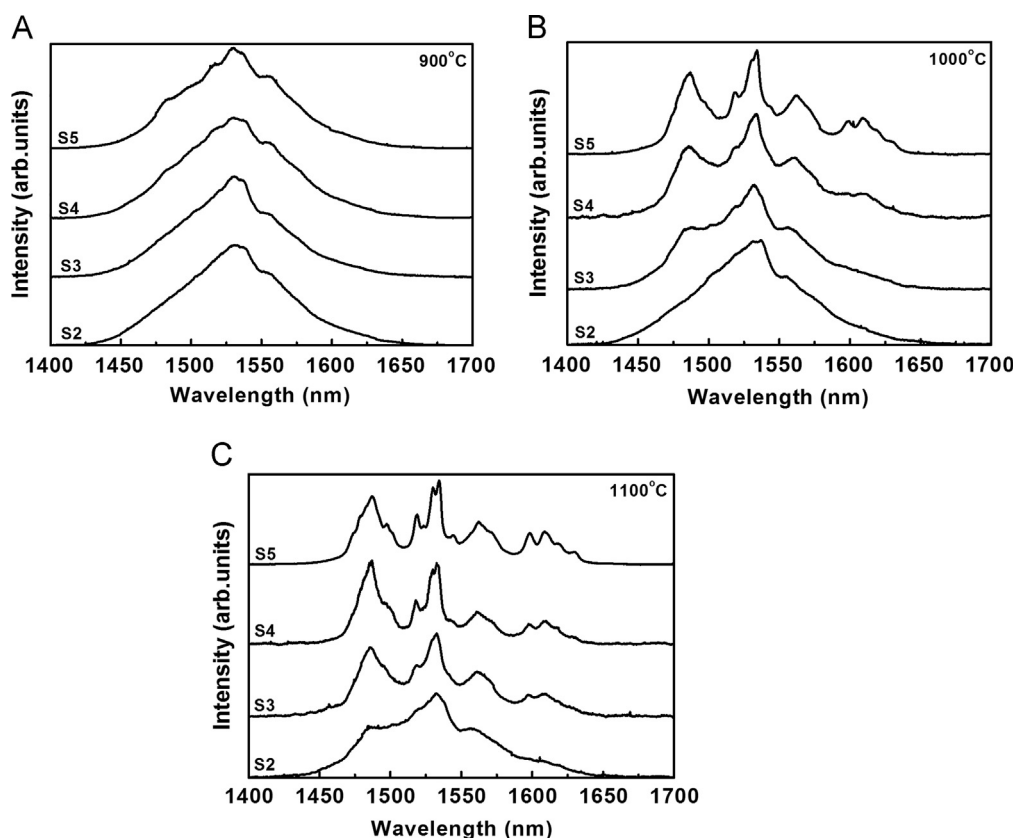 A
900°C
S5
S4
S3
S2
Intensity (arb.units)
1400 1450 1500 1550 1600 1650 1700
Wavelength (nm)
B
1000°C
S5
S4
S3
S2
Intensity (arb.units)
1400 1450 1500 1550 1600 1650 1700
Wavelength (nm)
C
1100°C
S5
S4
S3
S2
Intensity (arb.units)
1400 1450 1500 1550 1600 1650 1700
Wavelength (nm)